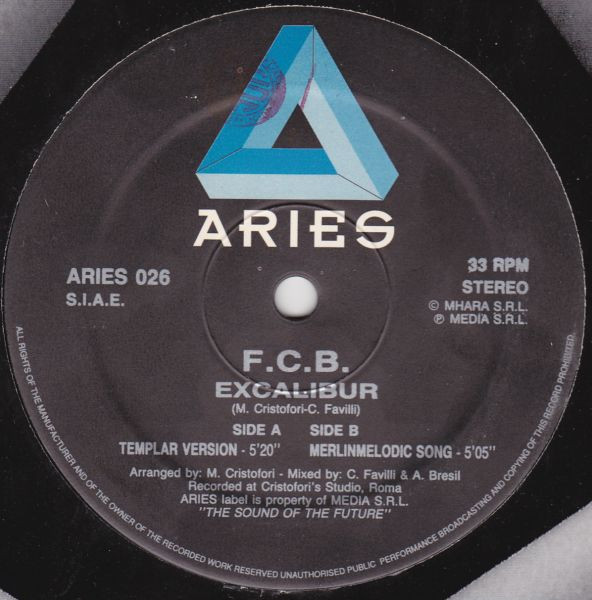 ARIES
ARIES 026
S.I.A.E.
33 RPM
STEREO
© MHARA S.R.L.
℗ MEDIA S.R.L.
F.C.B.
EXCALIBUR
(M. Cristofori-C. Favilli)
SIDE A SIDE B
TEMPLAR VERSION - 5'20" MERLINMELODIC SONG - 5'05"
Arranged by: M. Cristofori - Mixed by: C. Favilli & A. Bresil
Recorded at Cristofori's Studio, Roma
ARIES label is property of MEDIA S.R.L.
"THE SOUND OF THE FUTURE"
ALL RIGHTS OF THE MANUFACTURER AND OF THE OWNER OF THE RECORDED WORK RESERVED UNAUTHORISED PUBLIC PERFORMANCE BROADCASTING AND COPYING OF THIS RECORD PROHIBITED